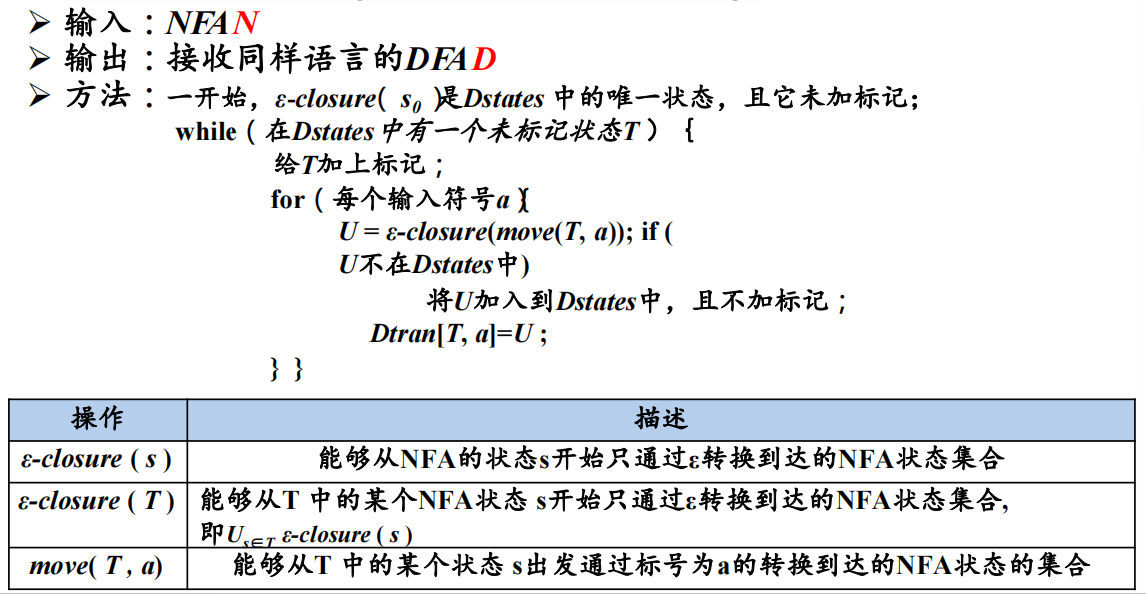 ➢ 输入：NFAN
➢ 输出：接收同样语言的DFAD
➢ 方法：一开始，ε-closure( s0 )是Dstates 中的唯一状态，且它未加标记；
while（在Dstates中有一个未标记状态T）{
给T加上标记；
for（每个输入符号a ){
U = ε-closure(move(T, a)); if (
U不在Dstates中)
将U加入到Dstates中，且不加标记；
Dtran[T, a]=U ;
} }
操作 描述
ε-closure ( s ) 能够从NFA的状态s开始只通过ε转换到达的NFA状态集合
ε-closure ( T ) 能够从T 中的某个NFA状态 s开始只通过ε转换到达的NFA状态集合,
即Us∈T ε-closure ( s )
move( T , a) 能够从T 中的某个状态 s出发通过标号为a的转换到达的NFA状态的集合